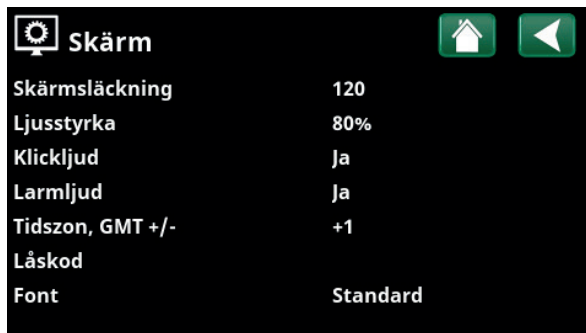 Skärm
Skärmsläckning 120
Ljusstyrka 80%
Klickljud Ja
Larmljud Ja
Tidszon, GMT +/- +1
Låskod
Font Standard